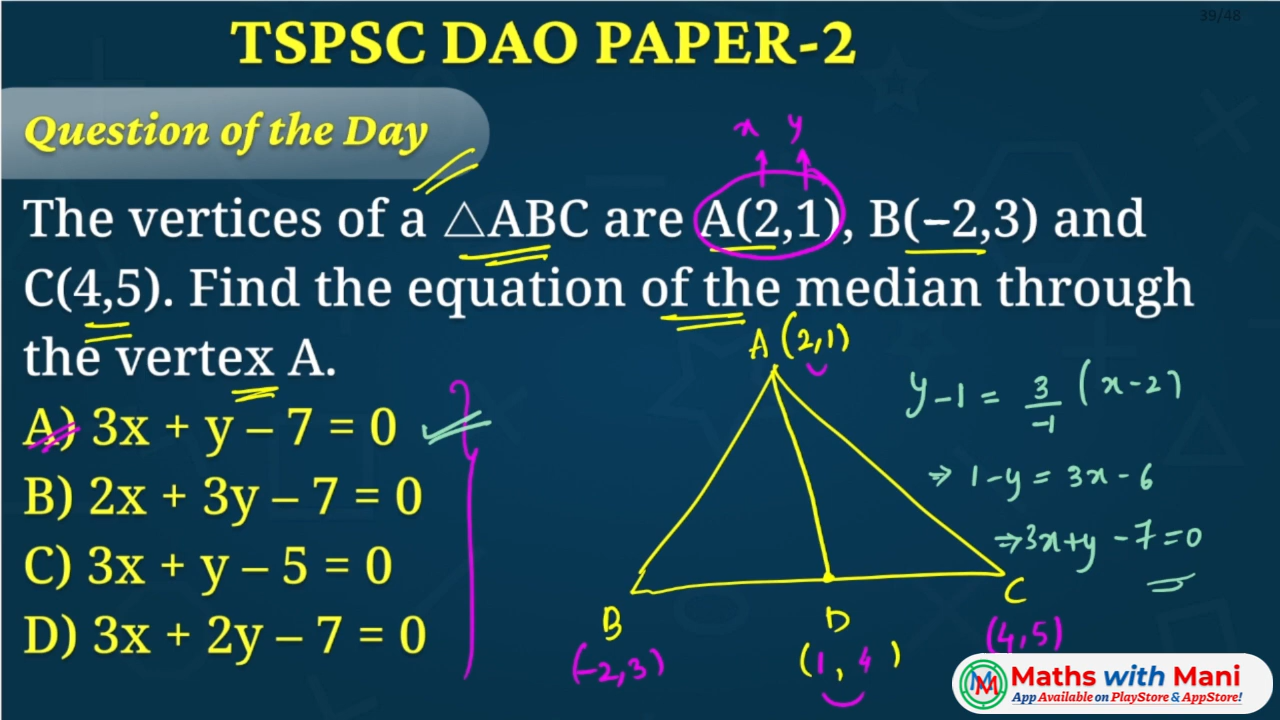 39/48
TSPSC DAO PAPER-2
Question of the Day
x y
The vertices of a △ABC are A(2,1), B(−2,3) and
C(4,5). Find the equation of the median through
the vertex A.
A) 3x + y – 7 = 0
B) 2x + 3y – 7 = 0
C) 3x + y – 5 = 0
D) 3x + 2y – 7 = 0
A (2,1)
B
(-2,3)
D
(1, 4)
C
(4,5)
y-1 = 3/-1 (x-2)
⇒ 1-y = 3x-6
⇒ 3x+y-7=0
Maths with Mani
App Available on PlayStore & AppStore!